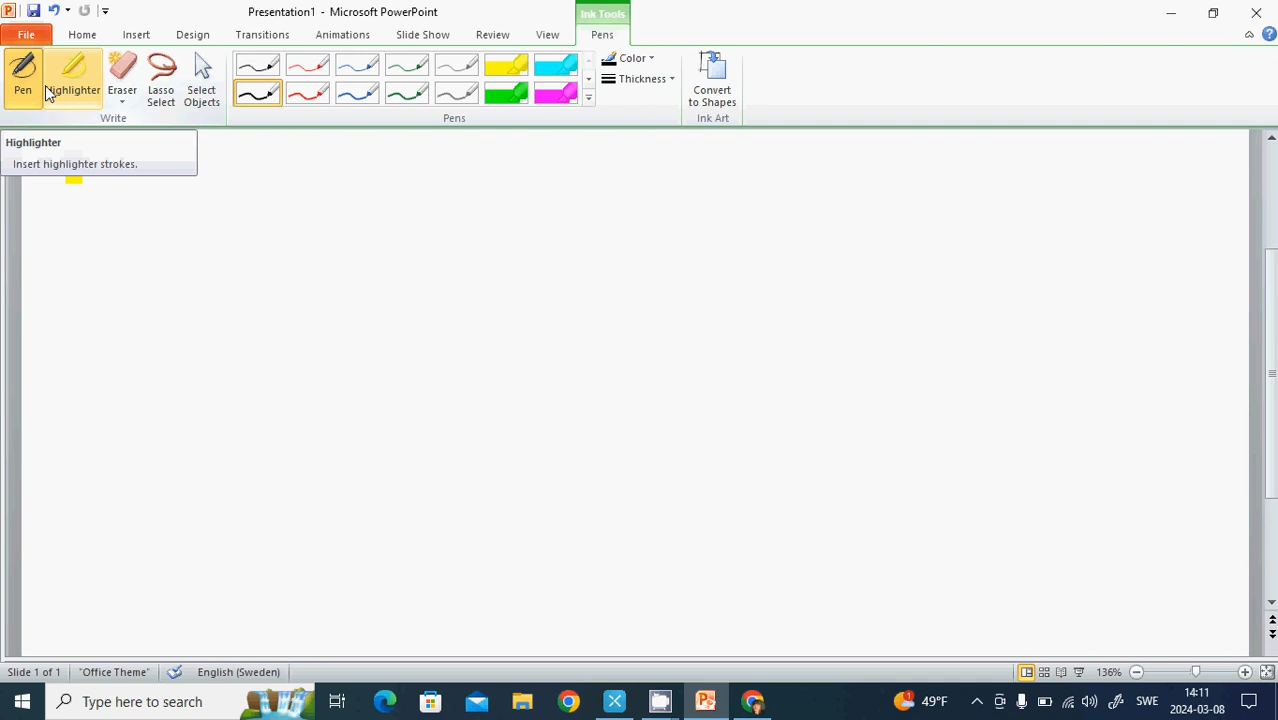 Presentation1 - Microsoft PowerPoint
Ink Tools
File Home Insert Design Transitions Animations Slide Show Review View Pens
Pen Highlighter Eraser Lasso Select Select Objects
Color
Thickness
Convert to Shapes
Write Pens Ink Art
Highlighter
Insert highlighter strokes.
Slide 1 of 1 "Office Theme" English (Sweden) 136%
Type here to search 1 49°F SWE 14:11
2024-03-08